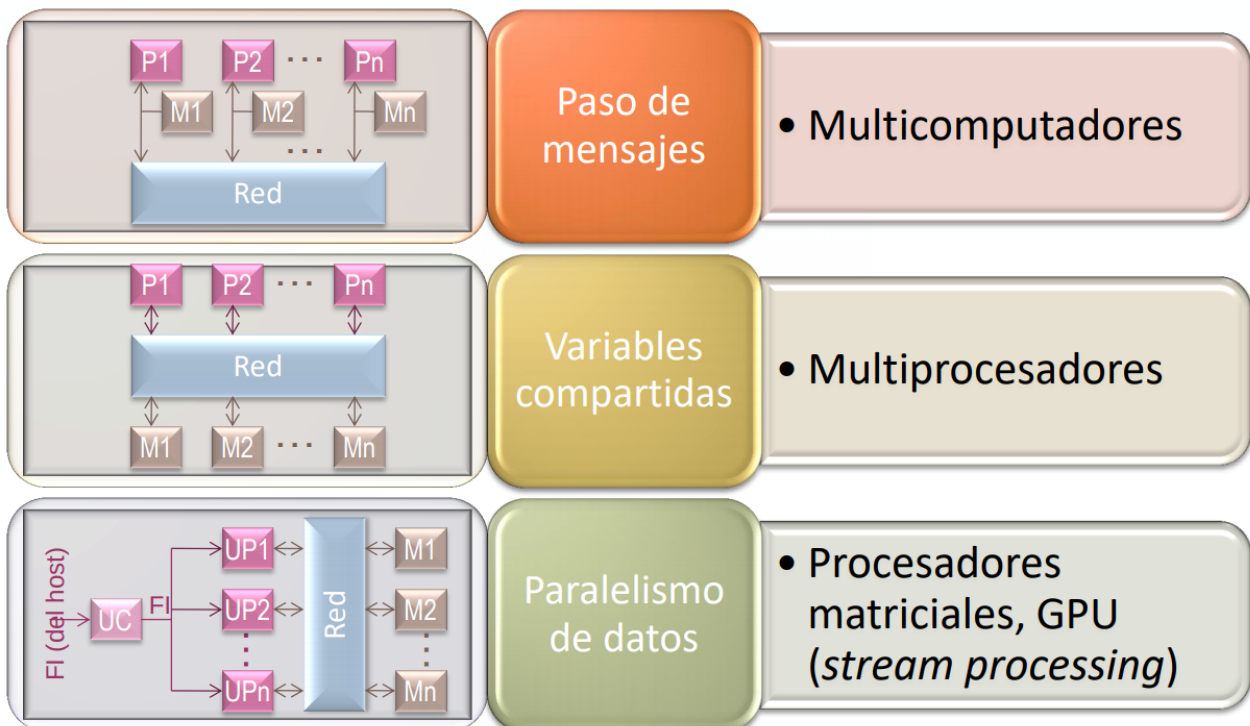 P1 P2 ... Pn
M1 M2 Mn
...
Red
Paso de
mensajes
• Multicomputadores
P1 P2 ... Pn
Red
M1 M2 ... Mn
Variables
compartidas
• Multiprocesadores
FI (del host)
UC
FI
UP1
UP2
...
UPn
Red
M1
M2
...
Mn
Paralelismo
de datos
• Procesadores
matriciales, GPU
(stream processing)